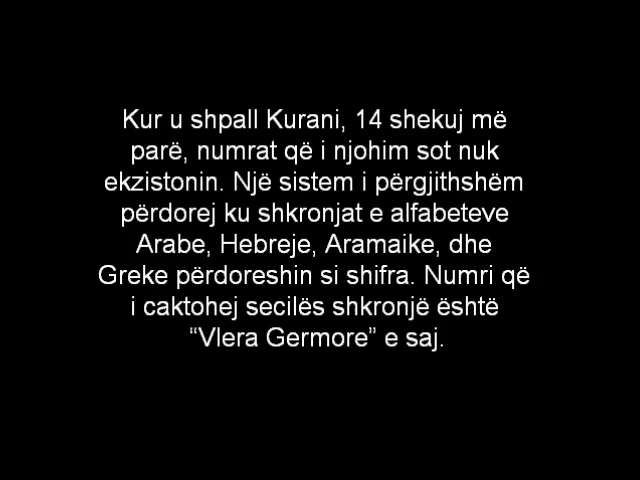 Kur u shpall Kurani, 14 shekuj më
parë, numrat që i njohim sot nuk
ekzistonin. Një sistem i përgjithshëm
përdorej ku shkronjat e alfabeteve
Arabe, Hebreje, Aramaike, dhe
Greke përdoreshin si shifra. Numri që
i caktohej secilës shkronjë është
“Vlera Germore” e saj.